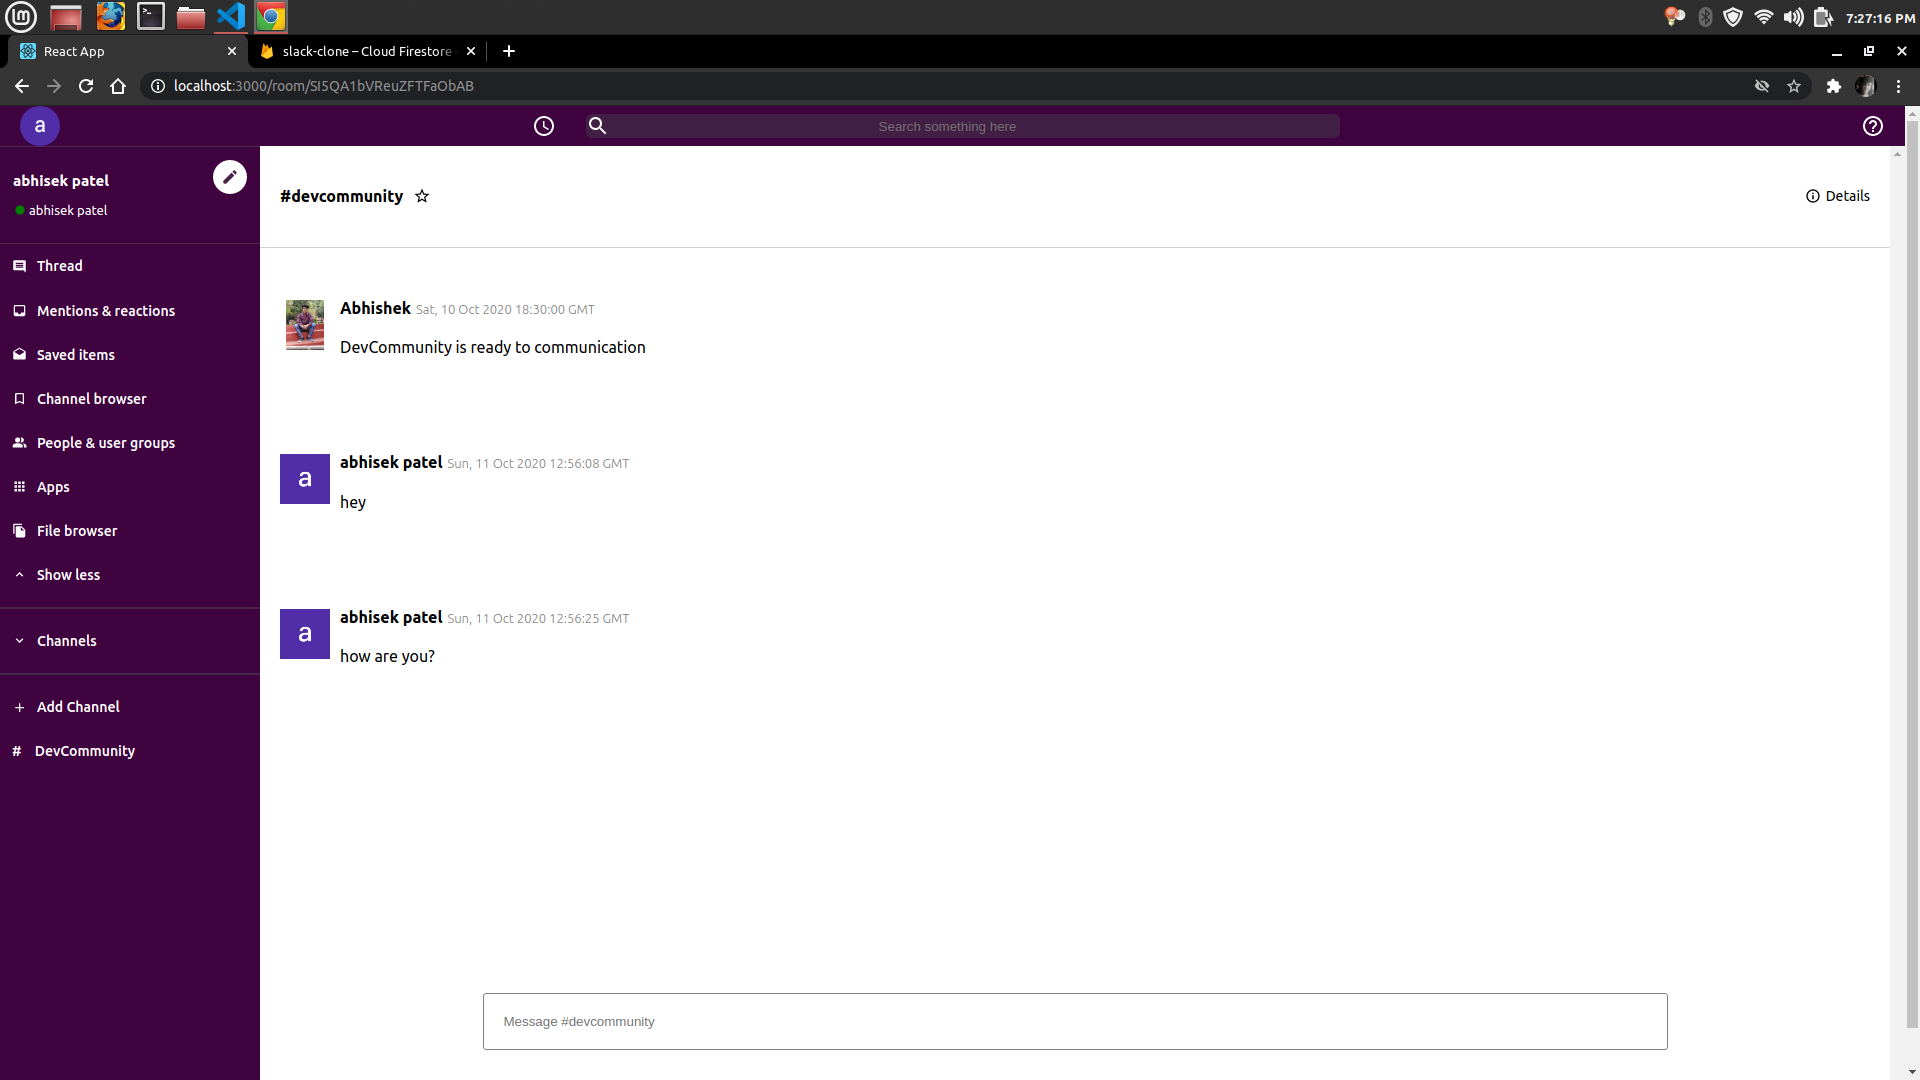 7:27:16 PM
React App
slack-clone – Cloud Firestore
localhost:3000/room/SI5QA1bVReuZFTFaObAB
a
Search something here
abhisek patel
abhisek patel
Thread
Mentions & reactions
Saved items
Channel browser
People & user groups
Apps
File browser
Show less
Channels
Add Channel
# DevCommunity
#devcommunity
Details
Abhishek Sat, 10 Oct 2020 18:30:00 GMT
DevCommunity is ready to communication
a
abhisek patel Sun, 11 Oct 2020 12:56:08 GMT
hey
a
abhisek patel Sun, 11 Oct 2020 12:56:25 GMT
how are you?
Message #devcommunity